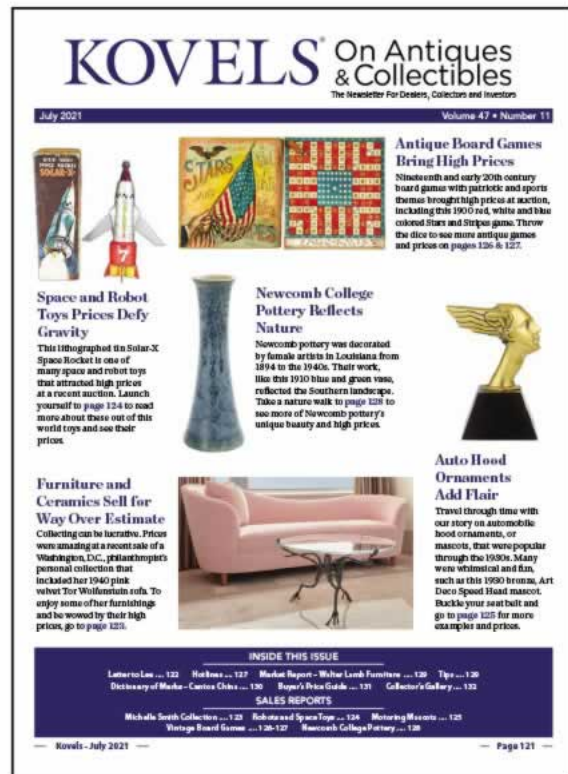 KOVELS® On Antiques
& Collectibles
The Newsletter For Dealers, Collectors and Investors
July 2021 Volume 47 • Number 11
SOLAR-X
7
STARS
Antique Board Games
Bring High Prices
Nineteenth and early 20th century
board games with patriotic and sports
themes brought high prices at auction,
including this 1900 red, white and blue
colored Stars and Stripes game. Throw
the dice to see more antique games
and prices on pages 126 & 127.
Space and Robot
Toys Prices Defy
Gravity
This lithographed tin Solar-X
Space Rocket is one of
many space and robot toys
that attracted high prices
at a recent auction. Launch
yourself to page 124 to read
more about these out of this
world toys and see their
prices.
Newcomb College
Pottery Reflects
Nature
Newcomb pottery was decorated
by female artists in Louisiana from
1894 to the 1940s. Their work,
like this 1910 blue and green vase,
reflected the Southern landscape.
Take a nature walk to page 128 to
see more of Newcomb pottery's
unique beauty and high prices.
Furniture and
Ceramics Sell for
Way Over Estimate
Collecting can be lucrative. Prices
were amazing at a recent sale of a
Washington, D.C., philanthropist's
personal collection that
included her 1940 pink
velvet Tor Wolfenstein sofa. To
enjoy some of her furnishings
and be wowed by their high
prices, go to page 123.
Auto Hood
Ornaments
Add Flair
Travel through time with
our story on automobile
hood ornaments, or
mascots, that were popular
through the 1930s. Many
were whimsical and fun,
such as this 1930 bronze, Art
Deco Speed Head mascot.
Buckle your seat belt and
go to page 125 for more
examples and prices.
INSIDE THIS ISSUE
Letter to Lee .... 122 Hotlines .... 127 Market Report – Walter Lamb Furniture .... 129 Tips .... 129
Dictionary of Marks – Canton China .... 130 Buyer's Price Guide .... 131 Collector's Gallery .... 132
SALES REPORTS
Michelle Smith Collection .... 123 Robots and Space Toys .... 124 Motoring Mascots .... 125
Vintage Board Games .... 126-127 Newcomb College Pottery .... 128
Kovels - July 2021 Page 121